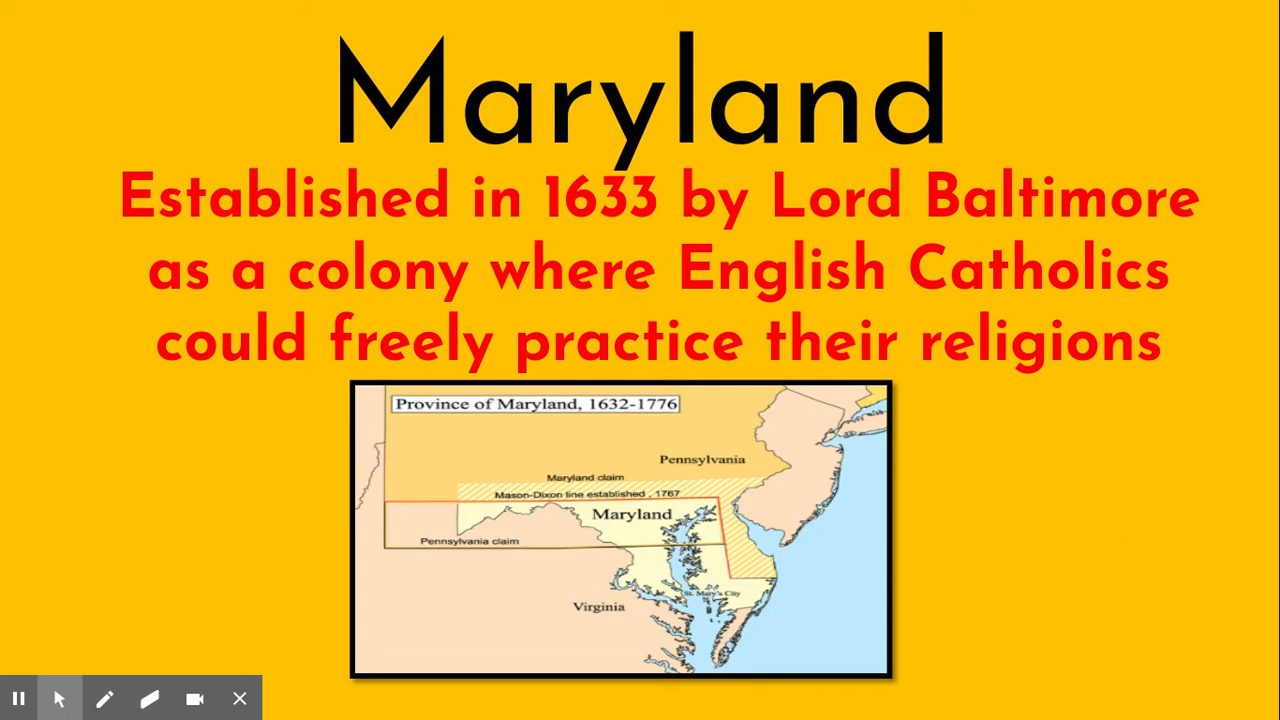 Maryland
Established in 1633 by Lord Baltimore
as a colony where English Catholics
could freely practice their religions
Province of Maryland, 1632-1776
Pennsylvania
Maryland claim
Mason-Dixon line established , 1767
Maryland
Pennsylvania claim
St. Mary's City
Virginia